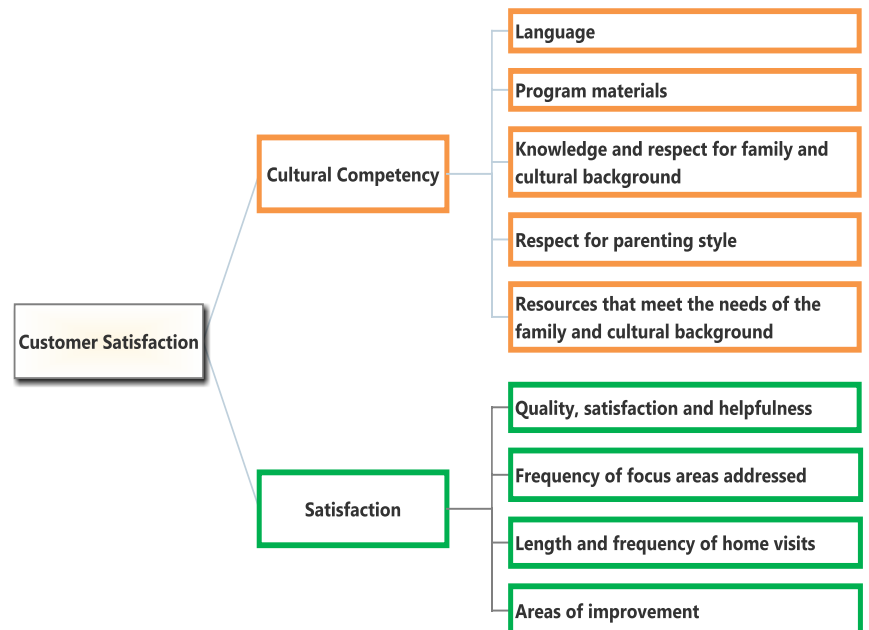 Customer Satisfaction
Cultural Competency
Language
Program materials
Knowledge and respect for family and
cultural background
Respect for parenting style
Resources that meet the needs of the
family and cultural background
Satisfaction
Quality, satisfaction and helpfulness
Frequency of focus areas addressed
Length and frequency of home visits
Areas of improvement